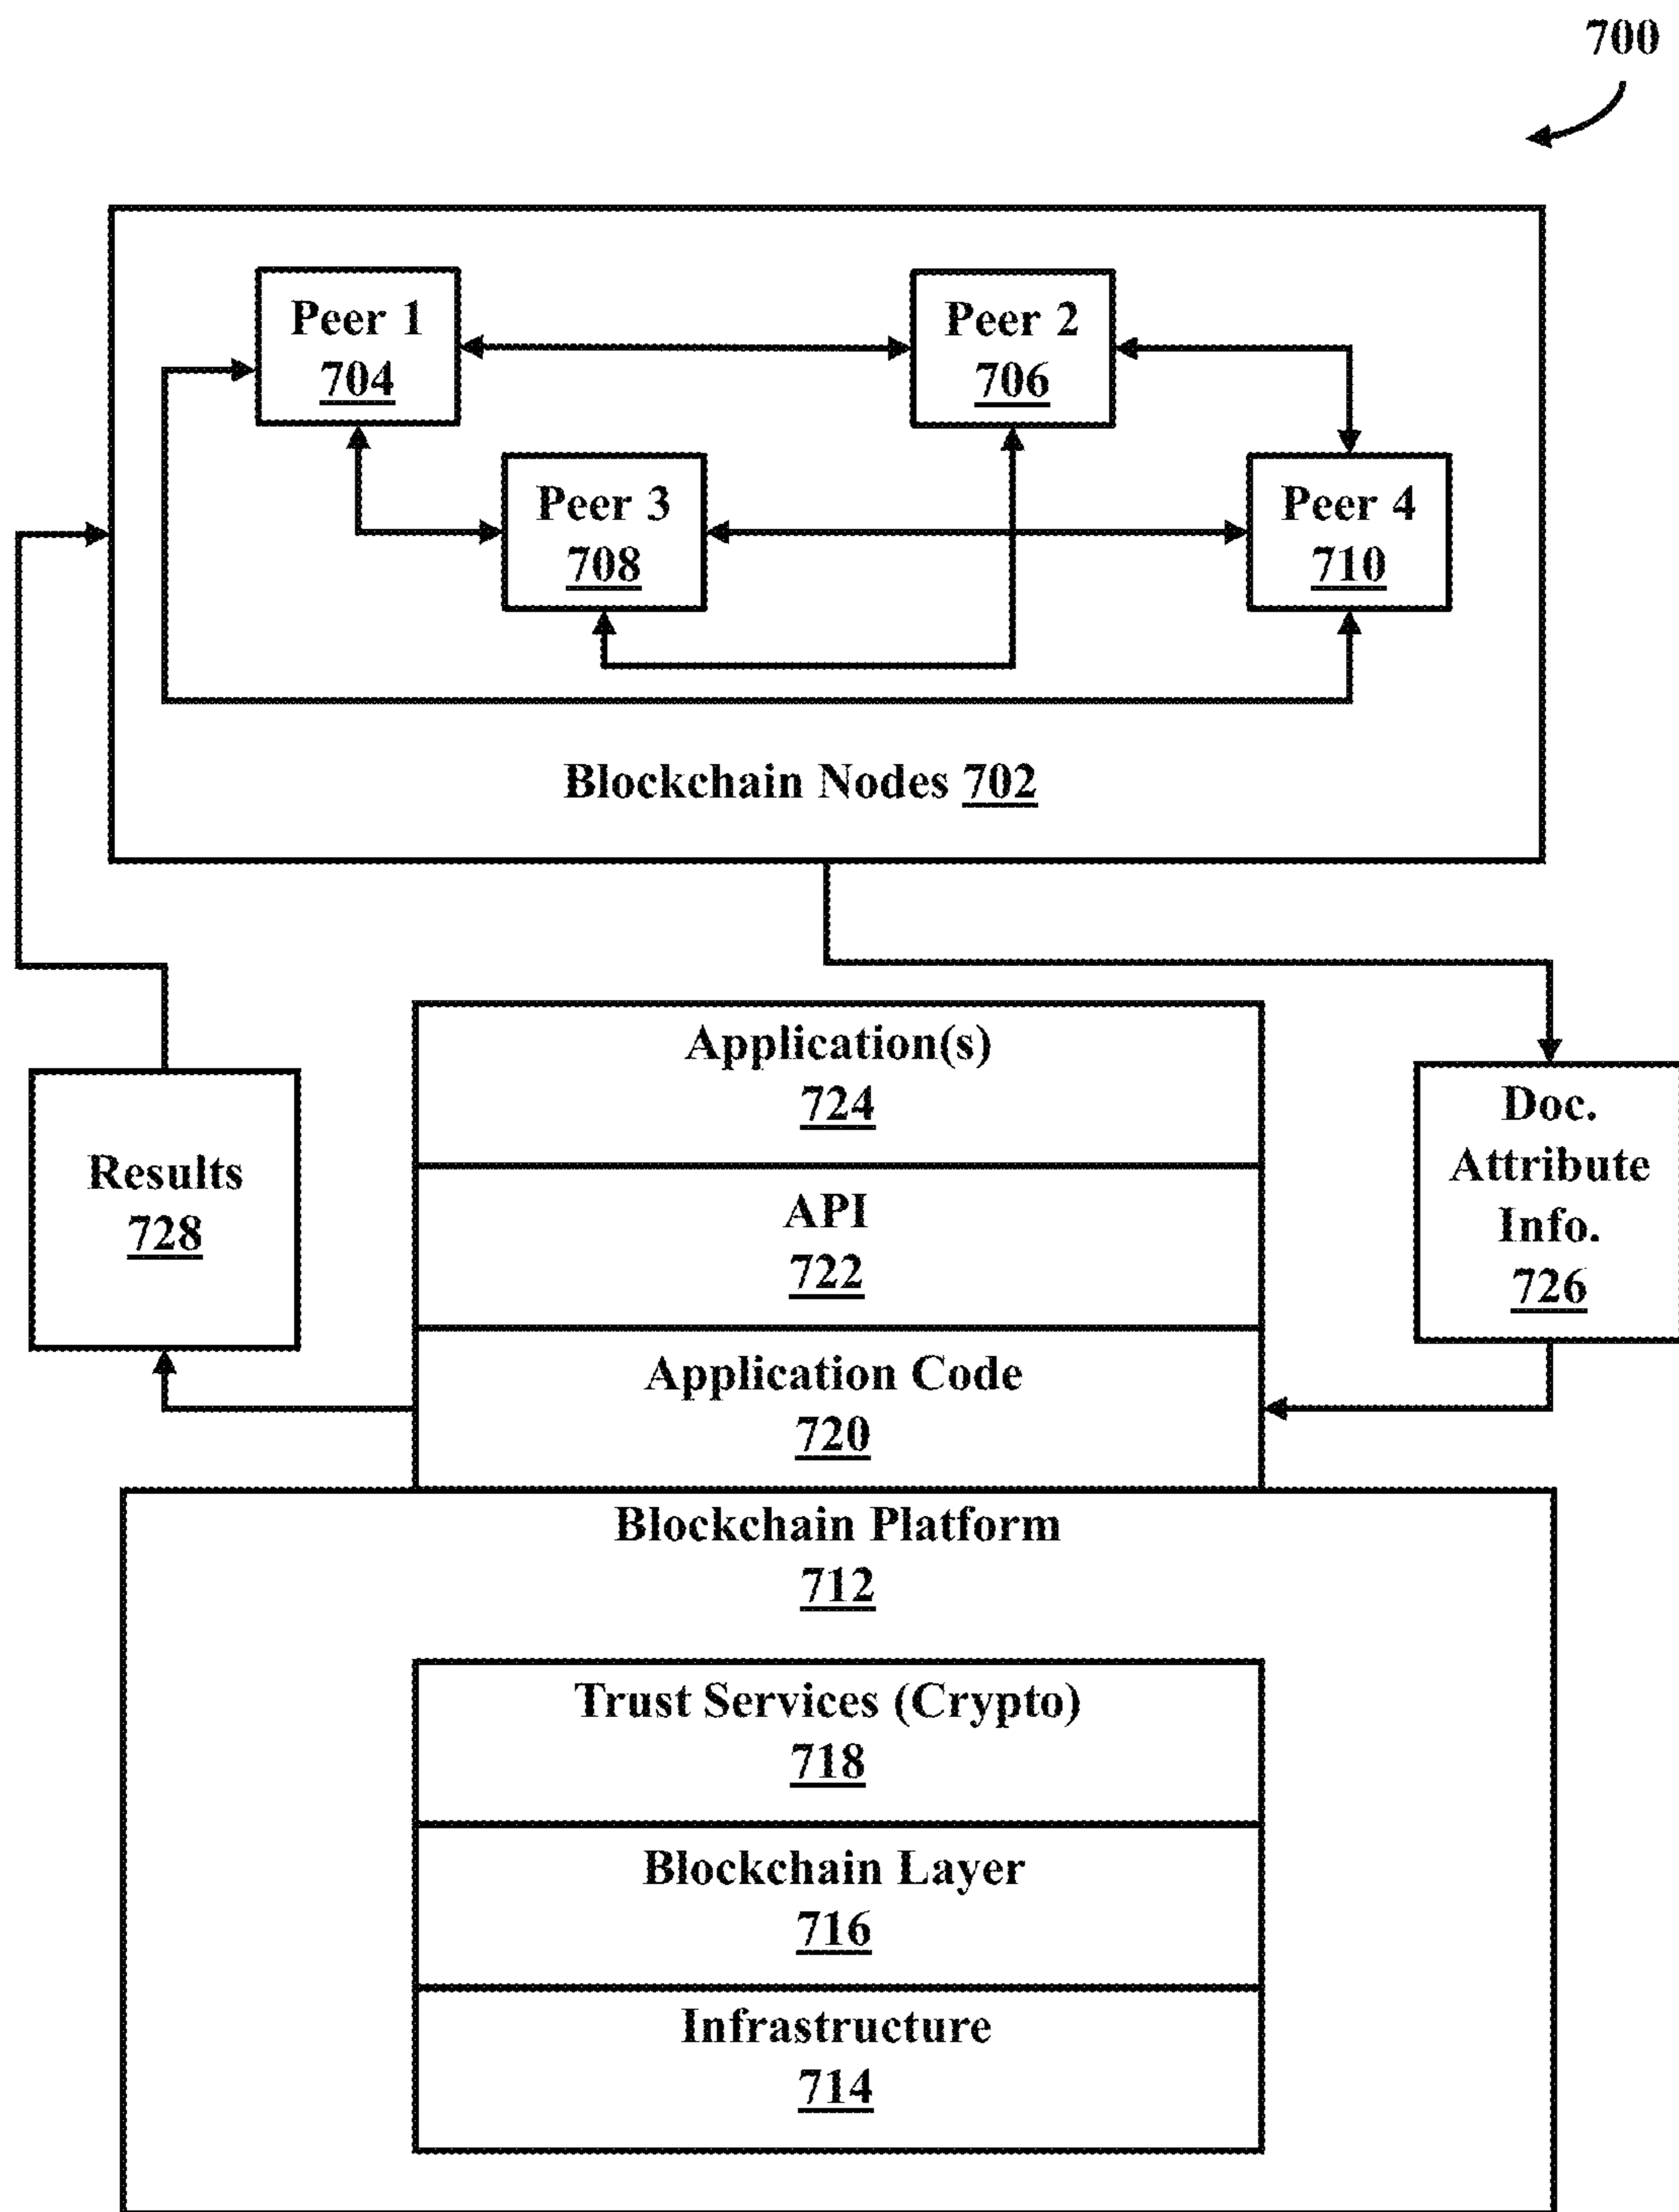 700
Peer 1
704
Peer 2
706
Peer 3
708
Peer 4
710
Blockchain Nodes 702
Application(s)
724
API
722
Application Code
720
Results
728
Doc.
Attribute
Info.
726
Blockchain Platform
712
Trust Services (Crypto)
718
Blockchain Layer
716
Infrastructure
714